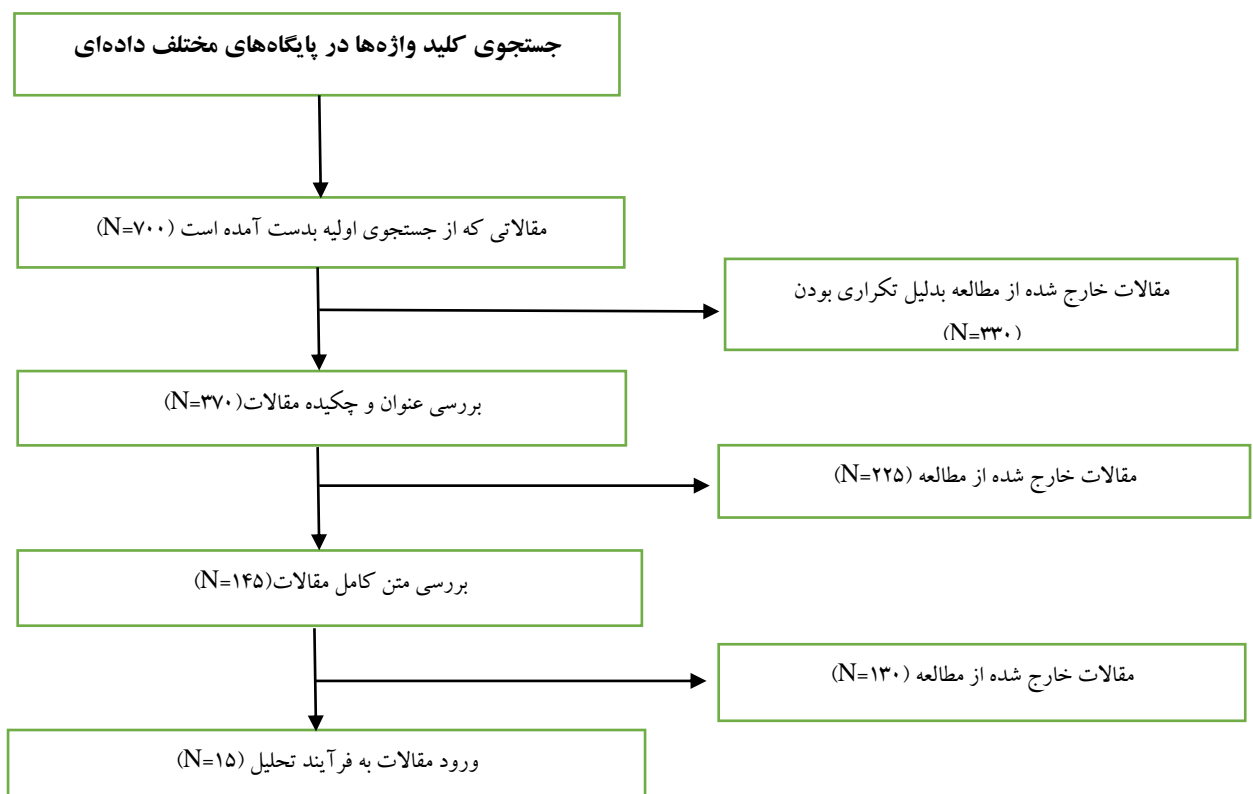 جستجوی کلید واژه‌ها در پایگاه‌های مختلف داده‌ای
مقالاتی که از جستجوی اولیه بدست آمده است (N=۷۰۰)
مقالات خارج شده از مطالعه بدلیل تکراری بودن
(N=۳۳۰)
بررسی عنوان و چکیده مقالات(N=۳۷۰)
مقالات خارج شده از مطالعه (N=۲۲۵)
بررسی متن کامل مقالات(N=۱۴۵)
مقالات خارج شده از مطالعه (N=۱۳۰)
ورود مقالات به فرآیند تحلیل (N=۱۵)